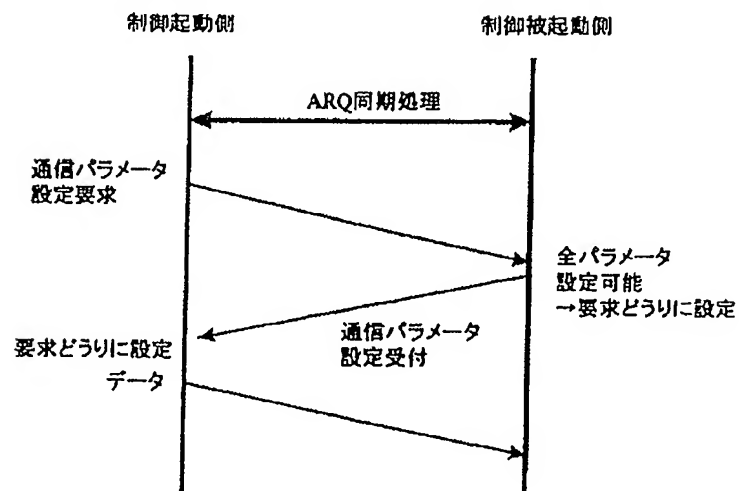 制御起動側
制御被起動側
ARQ同期処理
通信パラメータ
設定要求
全パラメータ
設定可能
→要求どうりに設定
通信パラメータ
設定受付
要求どうりに設定
データ